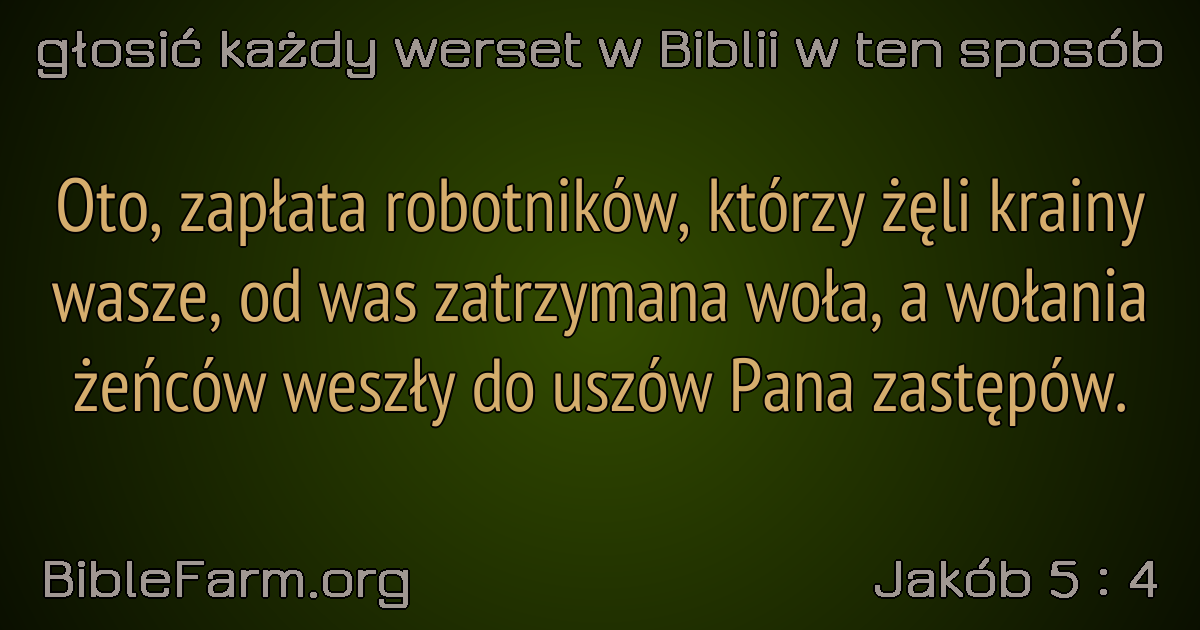 głosić każdy werset w Biblii w ten sposób
Oto, zapłata robotników, którzy żęli krainy
wasze, od was zatrzymana woła, a wołania
żeńców weszły do uszów Pana zastępów.
BibleFarm.org
Jakób 5 : 4